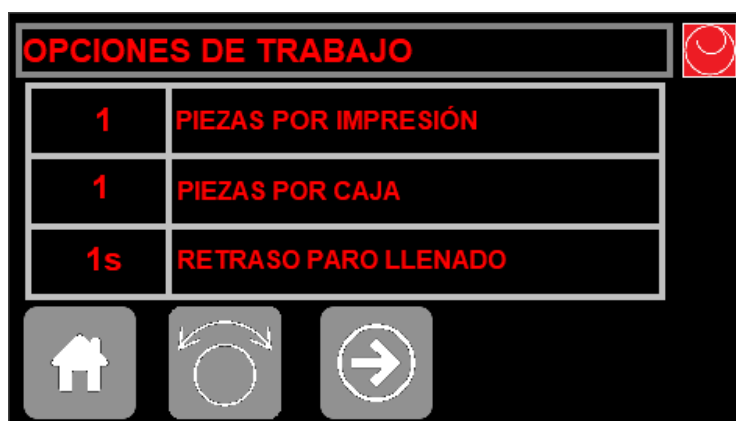 OPCIONES DE TRABAJO
1 PIEZAS POR IMPRESIÓN
1 PIEZAS POR CAJA
1s RETRASO PARO LLENADO